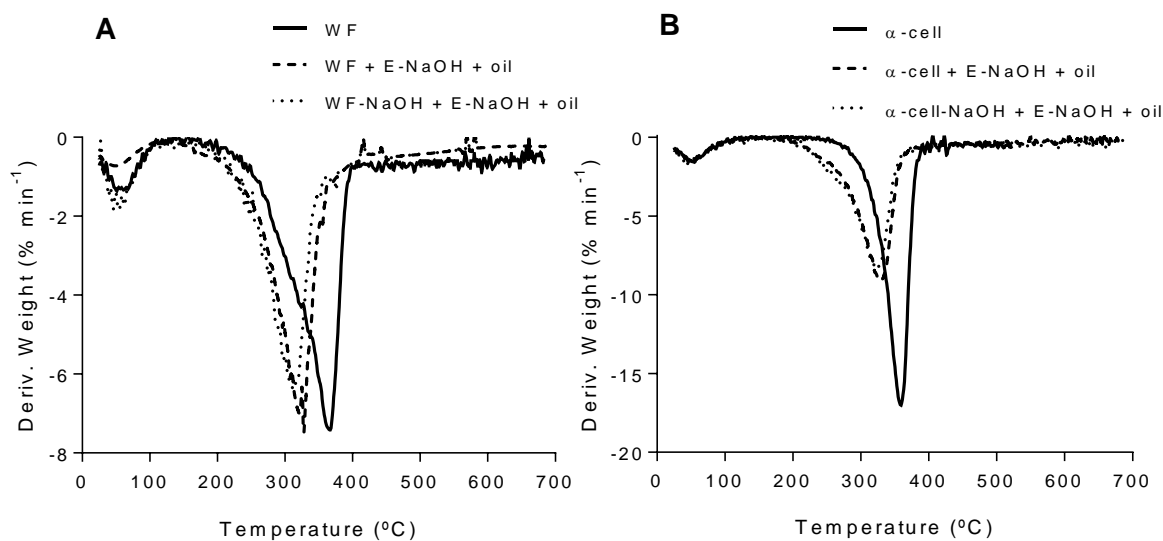 A
WF
WF + E-NaOH + oil
WF-NaOH + E-NaOH + oil
0
-2
-4
-6
-8
Deriv. Weight (% min-1)
0 100 200 300 400 500 600 700
Temperature (ºC)
B
α-cell
α-cell + E-NaOH + oil
α-cell-NaOH + E-NaOH + oil
0
-5
-10
-15
-20
Deriv. Weight (% min-1)
0 100 200 300 400 500 600 700
Temperature (ºC)